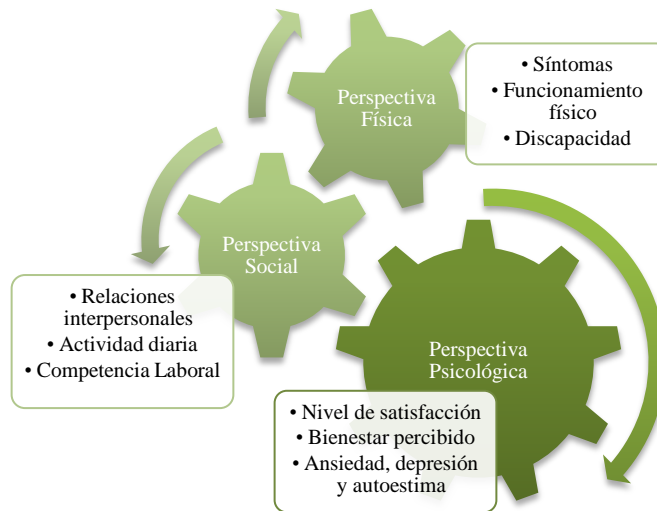 Perspectiva
Física
• Síntomas
• Funcionamiento
físico
• Discapacidad
Perspectiva
Social
• Relaciones
interpersonales
• Actividad diaria
• Competencia Laboral
Perspectiva
Psicológica
• Nivel de satisfacción
• Bienestar percibido
• Ansiedad, depresión
y autoestima